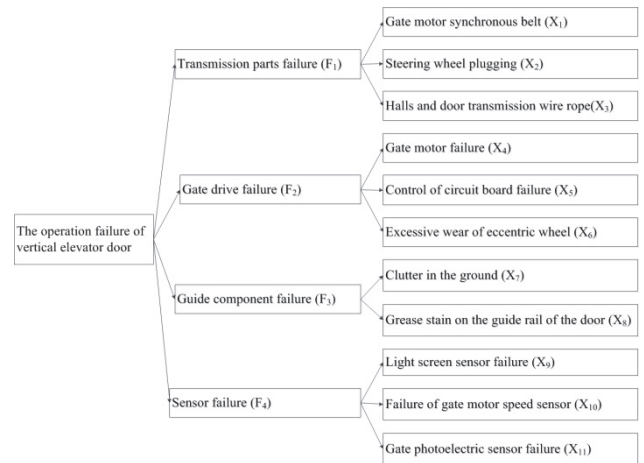 Gate motor synchronous belt (X₁)
Transmission parts failure (F₁)
Steering wheel plugging (X₂)
Halls and door transmission wire rope(X₃)
Gate motor failure (X₄)
Gate drive failure (F₂)
Control of circuit board failure (X₅)
Excessive wear of eccentric wheel (X₆)
The operation failure of
vertical elevator door
Clutter in the ground (X₇)
Guide component failure (F₃)
Grease stain on the guide rail of the door (X₈)
Light screen sensor failure (X₉)
Sensor failure (F₄)
Failure of gate motor speed sensor (X₁₀)
Gate photoelectric sensor failure (X₁₁)